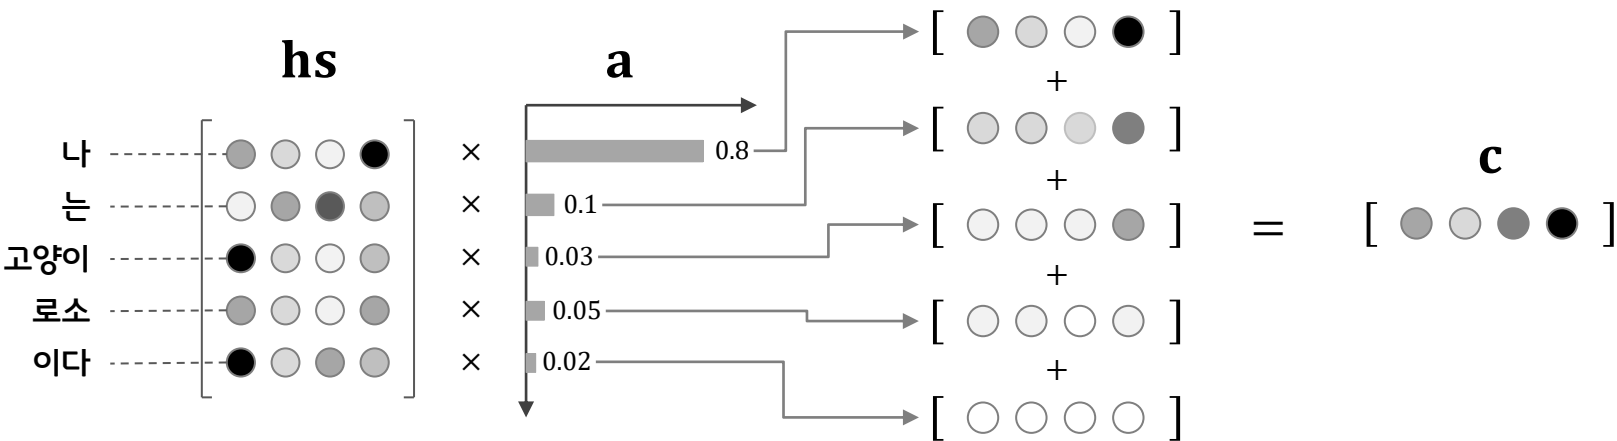 hs
a
나 × 0.8 [ ]
+
는 × 0.1 [ ]
+
고양이 × 0.03 [ ]
+
로소 × 0.05 [ ]
+
이다 × 0.02 [ ]
=
c
[ ]